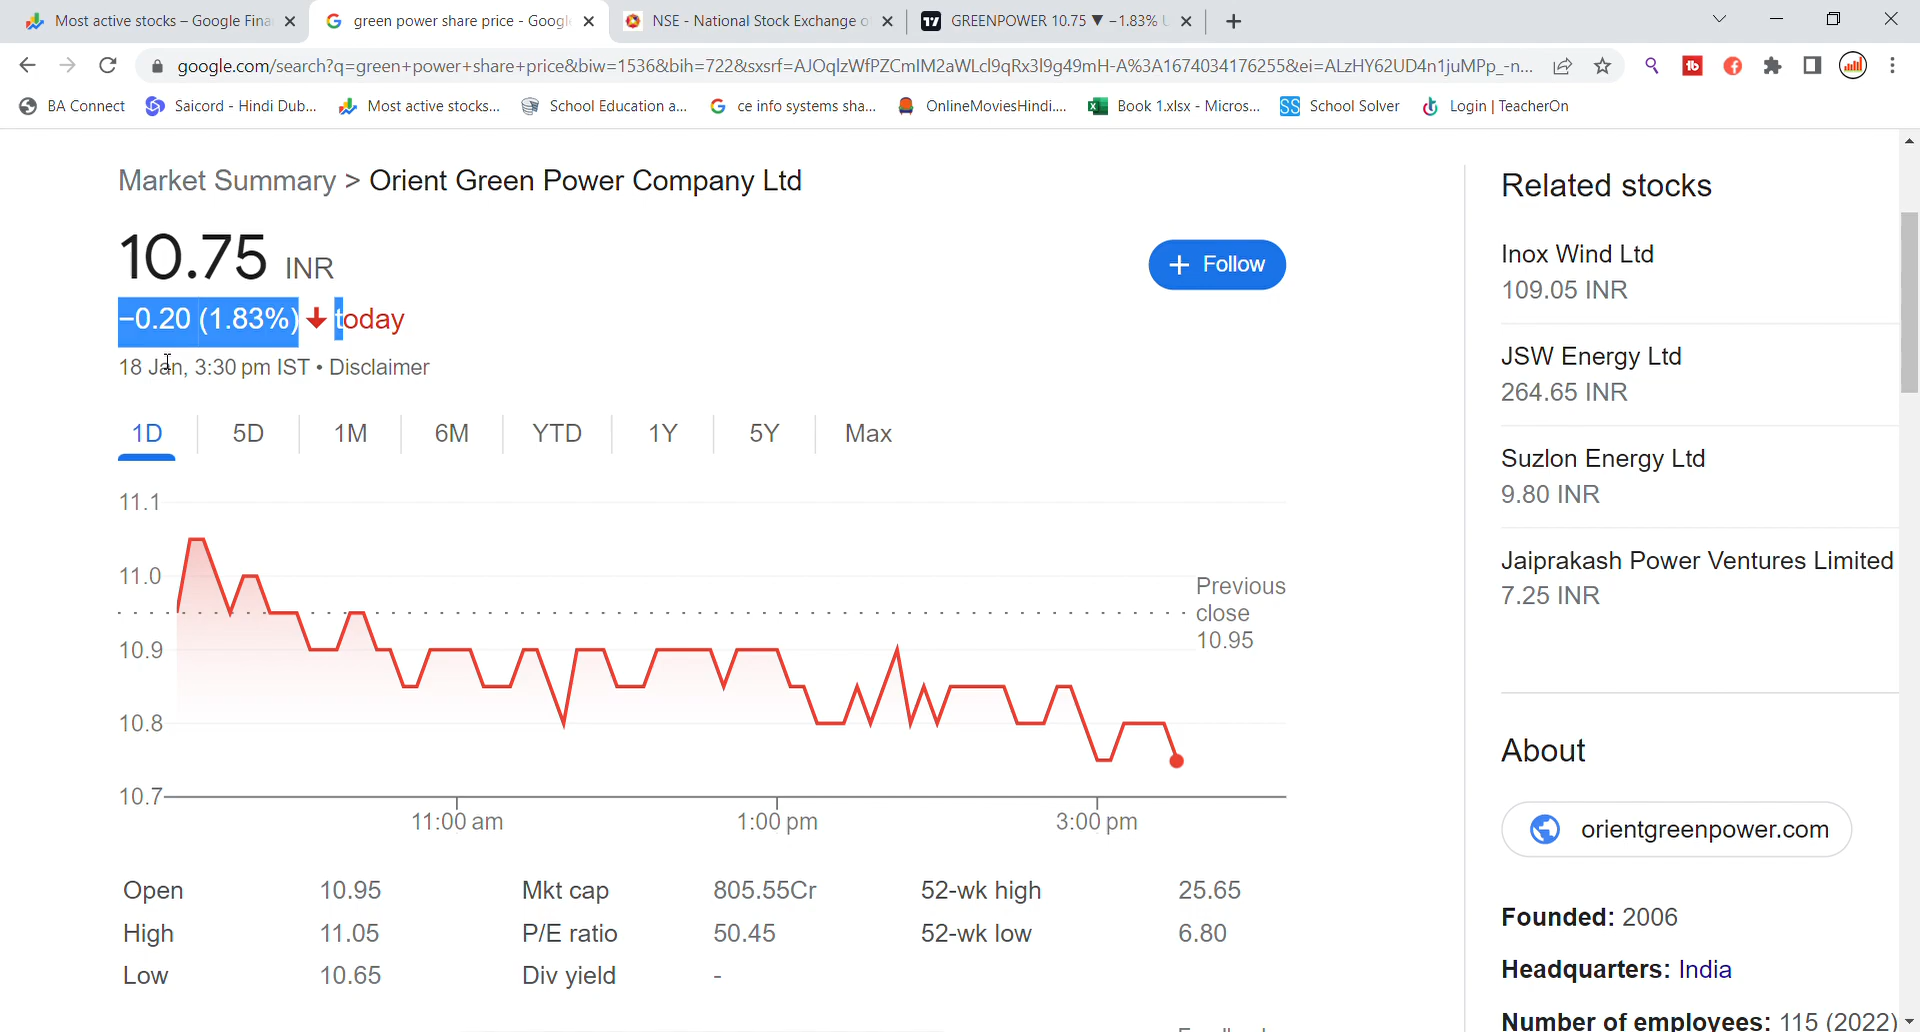 Most active stocks – Google Fina
green power share price - Googl
NSE - National Stock Exchange o
GREENPOWER 10.75 ▼ −1.83%
google.com/search?q=green+power+share+price&biw=1536&bih=722&sxsrf=AJOqlzWfPZCmIM2aWLcl9qRx3l9g49mH-A%3A1674034176255&ei=ALzHY62UD4n1juMPp_-n...
BA Connect
Saicord - Hindi Dub...
Most active stocks...
School Education a...
ce info systems sha...
OnlineMoviesHindi....
Book 1.xlsx - Micros...
SS School Solver
Login | TeacherOn
Market Summary > Orient Green Power Company Ltd
10.75 INR
+ Follow
−0.20 (1.83%) ↓ today
18 Jan, 3:30 pm IST • Disclaimer
1D 5D 1M 6M YTD 1Y 5Y Max
11.1
11.0
10.9
10.8
10.7
Previous
close
10.95
11:00 am 1:00 pm 3:00 pm
Open 10.95 Mkt cap 805.55Cr 52-wk high 25.65
High 11.05 P/E ratio 50.45 52-wk low 6.80
Low 10.65 Div yield -
Related stocks
Inox Wind Ltd
109.05 INR
JSW Energy Ltd
264.65 INR
Suzlon Energy Ltd
9.80 INR
Jaiprakash Power Ventures Limited
7.25 INR
About
orientgreenpower.com
Founded: 2006
Headquarters: India
Number of employees: 115 (2022)